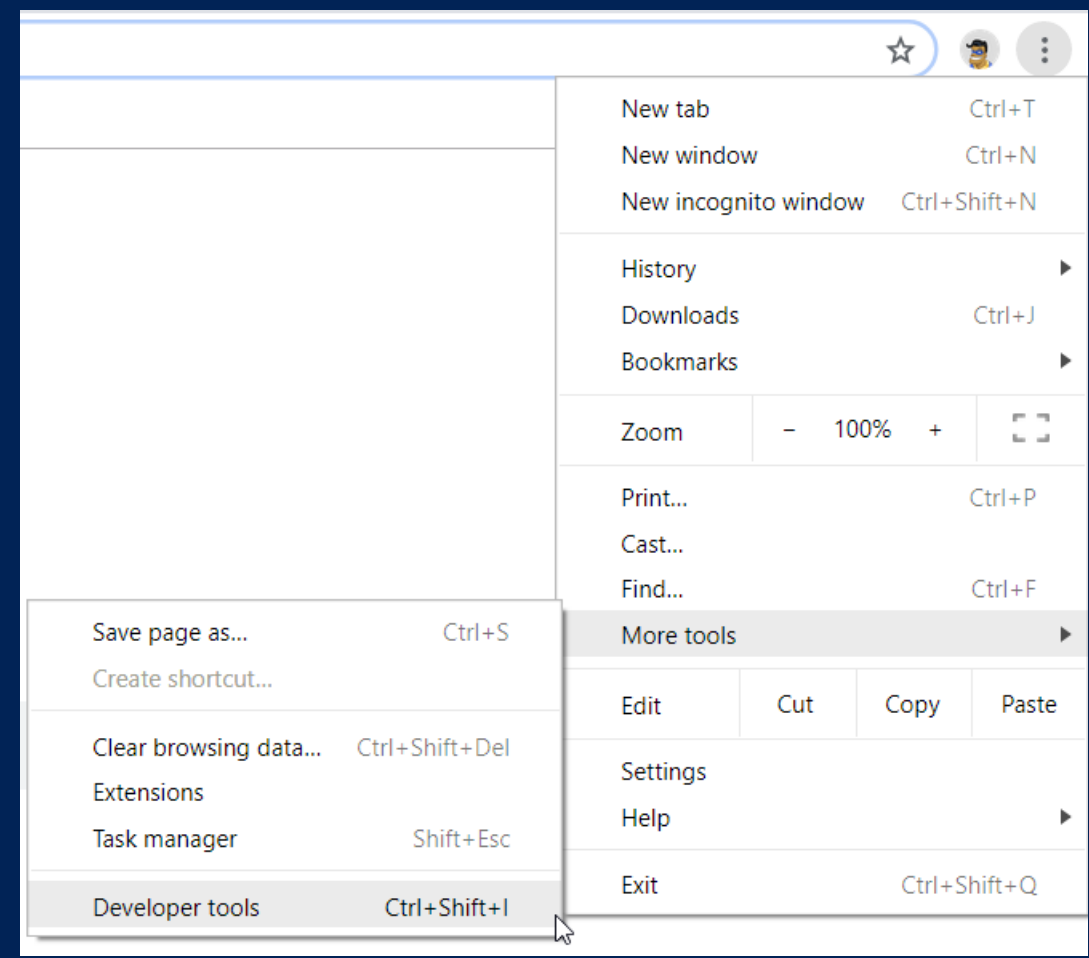 New tab Ctrl+T
New window Ctrl+N
New incognito window Ctrl+Shift+N
History
Downloads Ctrl+J
Bookmarks
Zoom − 100% +
Print... Ctrl+P
Cast...
Find... Ctrl+F
More tools
Edit Cut Copy Paste
Settings
Help
Exit Ctrl+Shift+Q
Save page as... Ctrl+S
Create shortcut...
Clear browsing data... Ctrl+Shift+Del
Extensions
Task manager Shift+Esc
Developer tools Ctrl+Shift+I